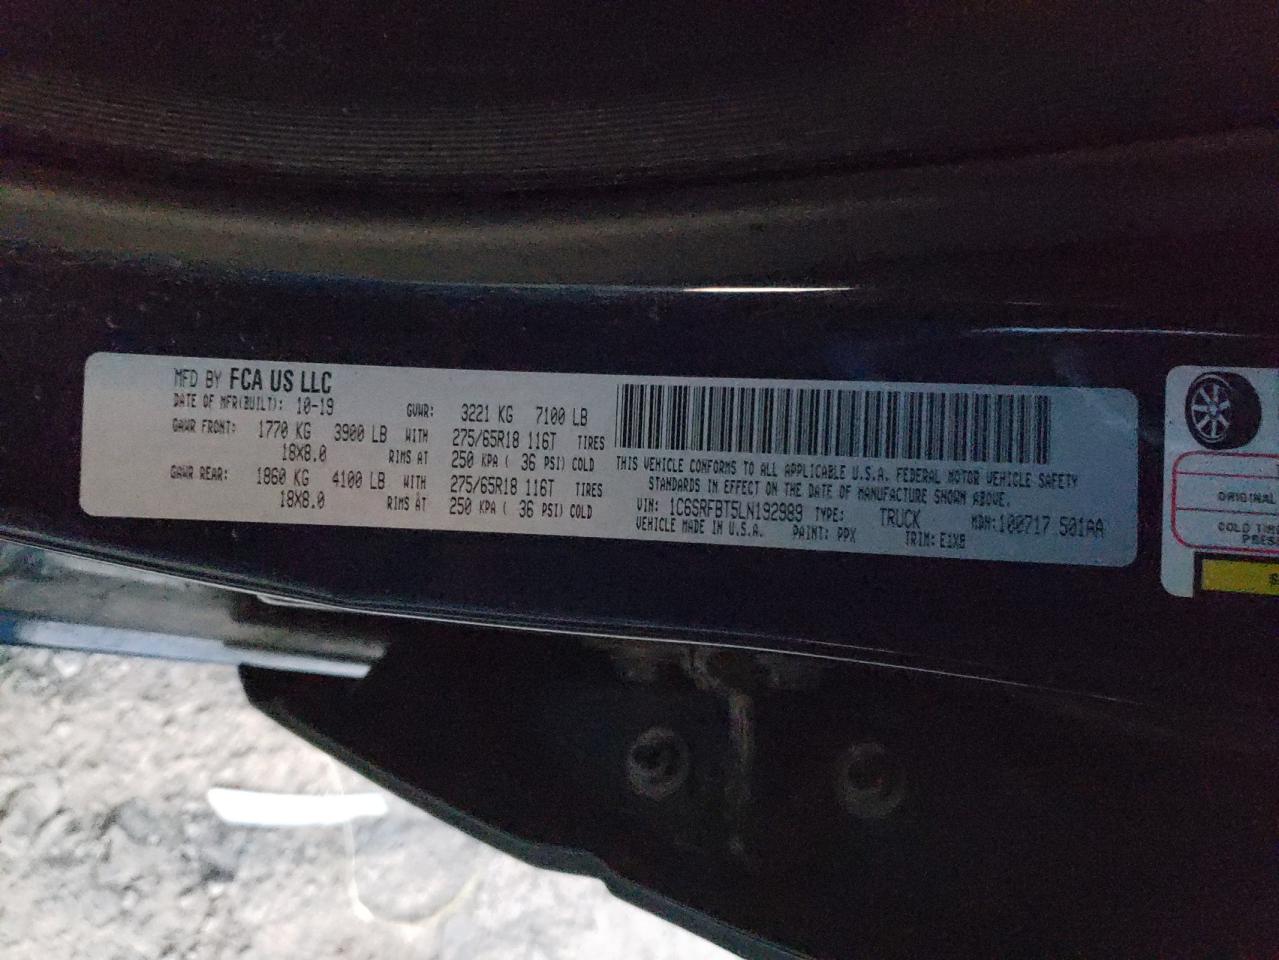 MFD BY FCA US LLC
DATE OF MFR(BUILT): 10-19 GVWR: 3221 KG 7100 LB
GAWR FRONT: 1770 KG 3900 LB WITH 275/65R18 116T TIRES
18X8.0 RIMS AT 250 KPA ( 36 PSI) COLD
GAWR REAR: 1860 KG 4100 LB WITH 275/65R18 116T TIRES
18X8.0 RIMS AT 250 KPA ( 36 PSI) COLD
THIS VEHICLE CONFORMS TO ALL APPLICABLE U.S.A. FEDERAL MOTOR VEHICLE SAFETY
STANDARDS IN EFFECT ON THE DATE OF MANUFACTURE SHOWN ABOVE.
VIN: 1C6SRFBT5LN192989 TYPE: TRUCK MDH: 100717 501AA
VEHICLE MADE IN U.S.A. PAINT: PPX TRIM: E1X8
ORIGINAL